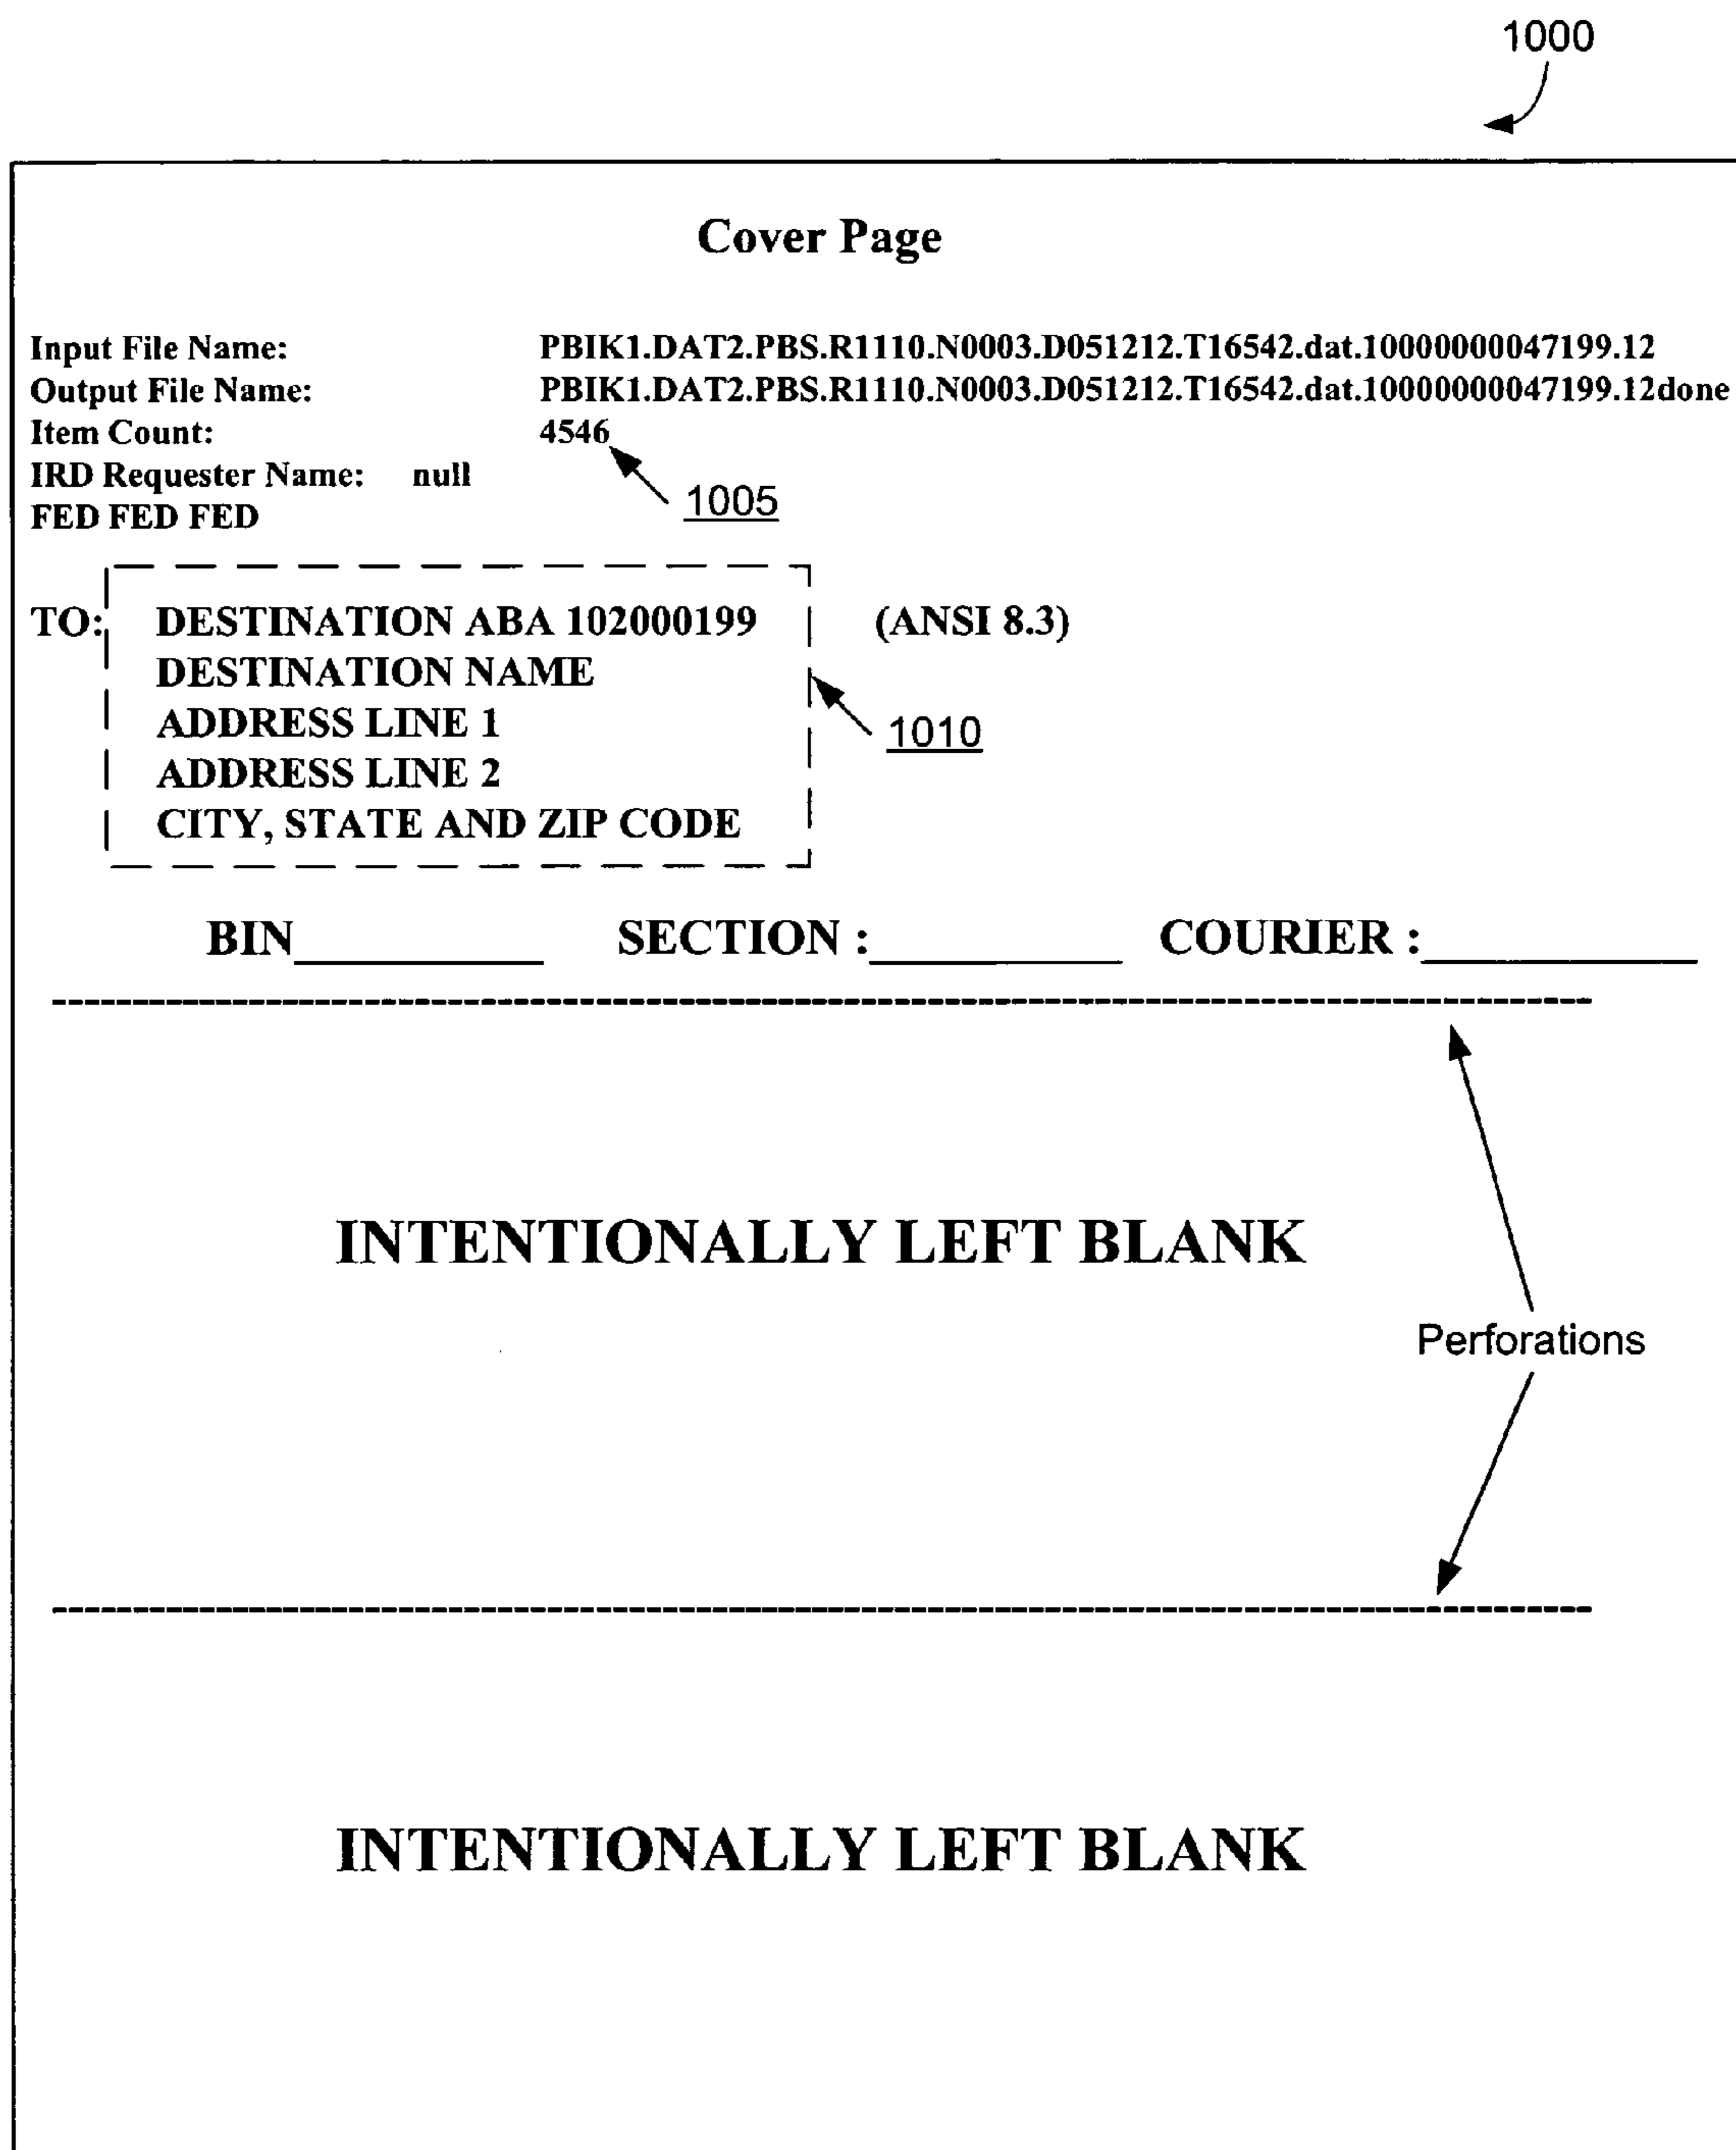 1000
Cover Page
Input File Name: PBIK1.DAT2.PBS.R1110.N0003.D051212.T16542.dat.10000000047199.12
Output File Name: PBIK1.DAT2.PBS.R1110.N0003.D051212.T16542.dat.10000000047199.12done
Item Count: 4546
IRD Requester Name: null
1005
FED FED FED
TO: DESTINATION ABA 102000199 (ANSI 8.3)
DESTINATION NAME
ADDRESS LINE 1
1010
ADDRESS LINE 2
CITY, STATE AND ZIP CODE
BIN__________ SECTION :__________ COURIER :__________
INTENTIONALLY LEFT BLANK
Perforations
INTENTIONALLY LEFT BLANK